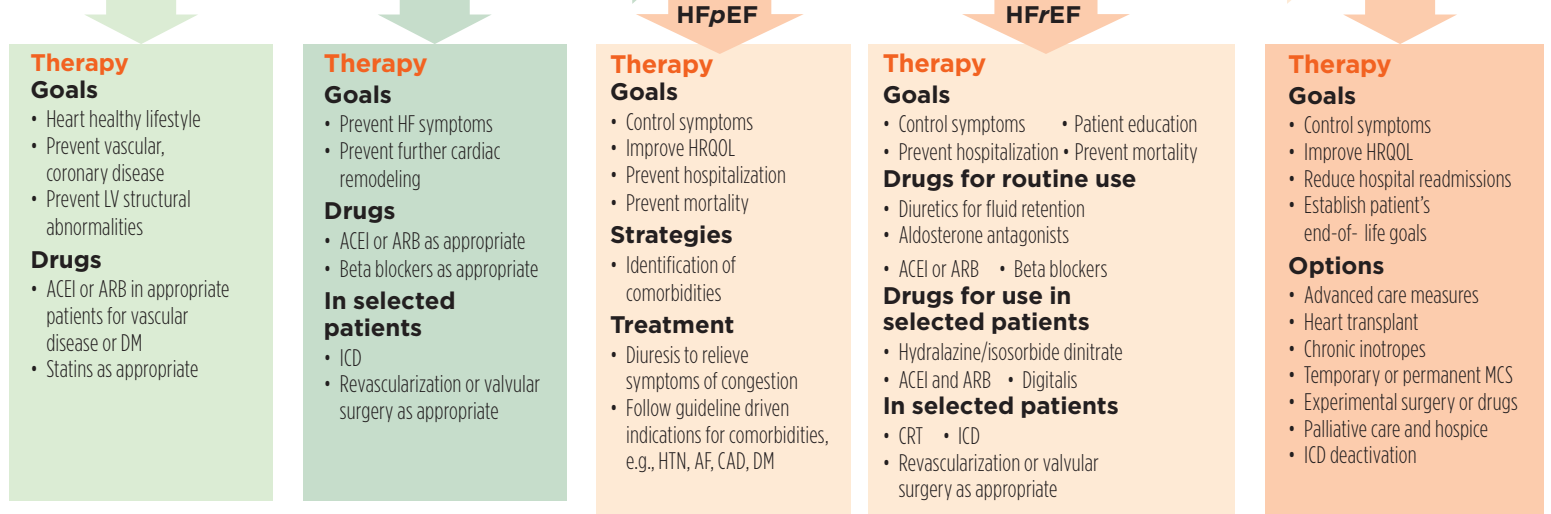 HFpEF
HFrEF
Therapy
Goals
• Heart healthy lifestyle
• Prevent vascular,
coronary disease
• Prevent LV structural
abnormalities
Drugs
• ACEI or ARB in appropriate
patients for vascular
disease or DM
• Statins as appropriate
Therapy
Goals
• Prevent HF symptoms
• Prevent further cardiac
remodeling
Drugs
• ACEI or ARB as appropriate
• Beta blockers as appropriate
In selected
patients
• ICD
• Revascularization or valvular
surgery as appropriate
Therapy
Goals
• Control symptoms
• Improve HRQOL
• Prevent hospitalization
• Prevent mortality
Strategies
• Identification of
comorbidities
Treatment
• Diuresis to relieve
symptoms of congestion
• Follow guideline driven
indications for comorbidities,
e.g., HTN, AF, CAD, DM
Therapy
Goals
• Control symptoms • Patient education
• Prevent hospitalization • Prevent mortality
Drugs for routine use
• Diuretics for fluid retention
• Aldosterone antagonists
• ACEI or ARB • Beta blockers
Drugs for use in
selected patients
• Hydralazine/isosorbide dinitrate
• ACEI and ARB • Digitalis
In selected patients
• CRT • ICD
• Revascularization or valvular
surgery as appropriate
Therapy
Goals
• Control symptoms
• Improve HRQOL
• Reduce hospital readmissions
• Establish patient's
end-of- life goals
Options
• Advanced care measures
• Heart transplant
• Chronic inotropes
• Temporary or permanent MCS
• Experimental surgery or drugs
• Palliative care and hospice
• ICD deactivation